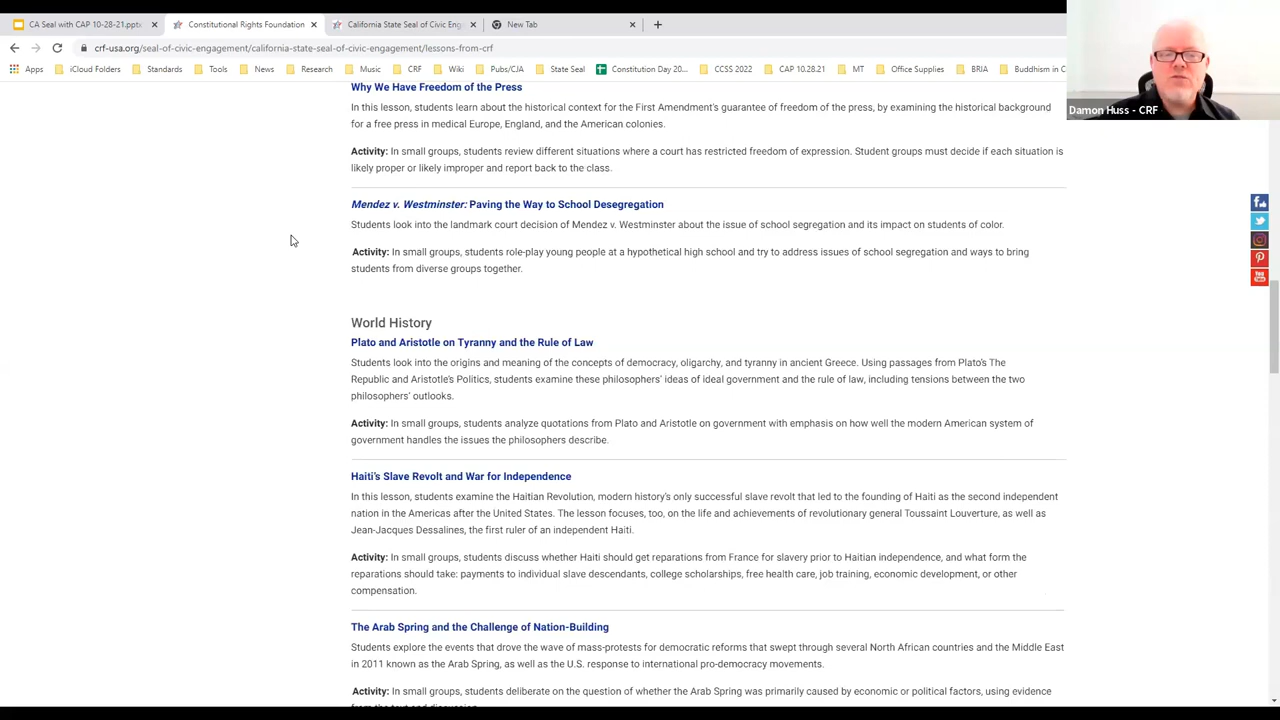 CA Seal with CAP 10-28-21.pptx
Constitutional Rights Foundation
California State Seal of Civic Eng
New Tab
crf-usa.org/seal-of-civic-engagement/california-state-seal-of-civic-engagement/lessons-from-crf
Apps iCloud Folders Standards Tools News Research Music CRF Wiki Pubs/CJA State Seal Constitution Day 20... CCSS 2022 CAP 10.28.21 MT Office Supplies BRIA Buddhism in
Damon Huss - CRF
Why We Have Freedom of the Press
In this lesson, students learn about the historical context for the First Amendment's guarantee of freedom of the press, by examining the historical background
for a free press in medical Europe, England, and the American colonies.
Activity: In small groups, students review different situations where a court has restricted freedom of expression. Student groups must decide if each situation is
likely proper or likely improper and report back to the class.
Mendez v. Westminster: Paving the Way to School Desegregation
Students look into the landmark court decision of Mendez v. Westminster about the issue of school segregation and its impact on students of color.
Activity: In small groups, students role-play young people at a hypothetical high school and try to address issues of school segregation and ways to bring
students from diverse groups together.
World History
Plato and Aristotle on Tyranny and the Rule of Law
Students look into the origins and meaning of the concepts of democracy, oligarchy, and tyranny in ancient Greece. Using passages from Plato's The
Republic and Aristotle's Politics, students examine these philosophers' ideas of ideal government and the rule of law, including tensions between the two
philosophers' outlooks.
Activity: In small groups, students analyze quotations from Plato and Aristotle on government with emphasis on how well the modern American system of
government handles the issues the philosophers describe.
Haiti's Slave Revolt and War for Independence
In this lesson, students examine the Haitian Revolution, modern history's only successful slave revolt that led to the founding of Haiti as the second independent
nation in the Americas after the United States. The lesson focuses, too, on the life and achievements of revolutionary general Toussaint Louverture, as well as
Jean-Jacques Dessalines, the first ruler of an independent Haiti.
Activity: In small groups, students discuss whether Haiti should get reparations from France for slavery prior to Haitian independence, and what form the
reparations should take: payments to individual slave descendants, college scholarships, free health care, job training, economic development, or other
compensation.
The Arab Spring and the Challenge of Nation-Building
Students explore the events that drove the wave of mass-protests for democratic reforms that swept through several North African countries and the Middle East
in 2011 known as the Arab Spring, as well as the U.S. response to international pro-democracy movements.
Activity: In small groups, students deliberate on the question of whether the Arab Spring was primarily caused by economic or political factors, using evidence
from the text and discussion.